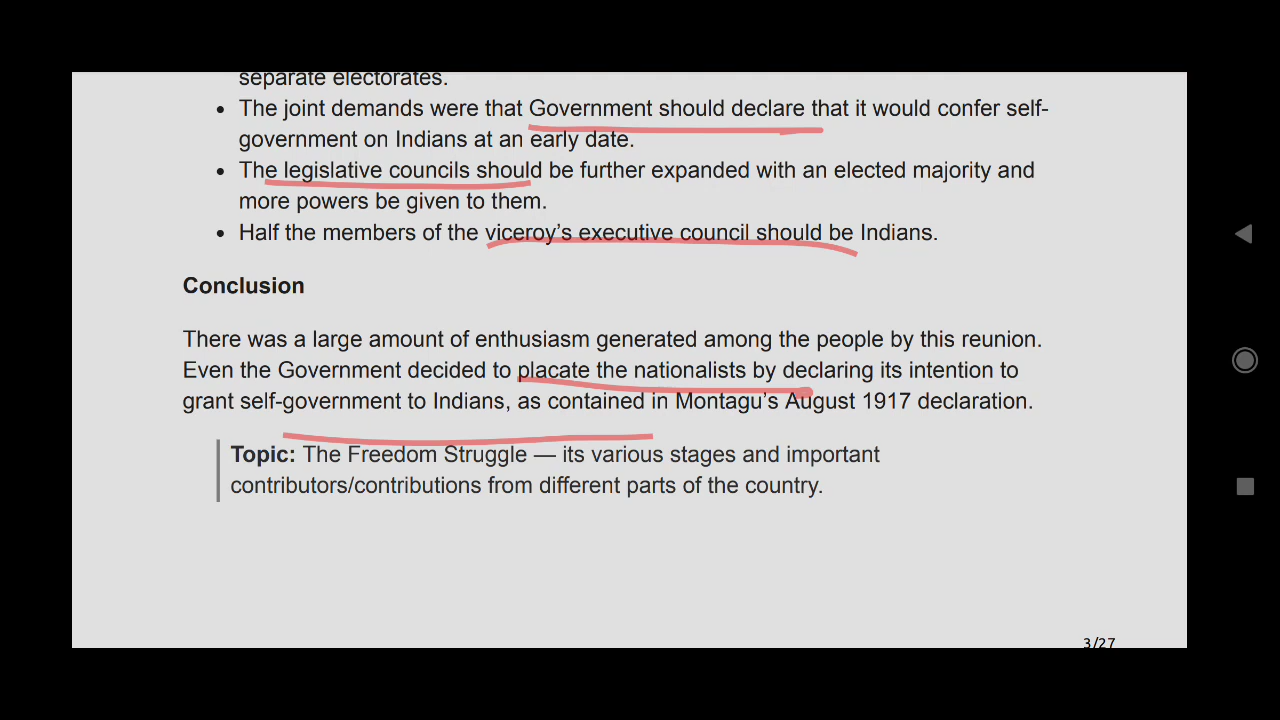 separate electorates.
• The joint demands were that Government should declare that it would confer self-
government on Indians at an early date.
• The legislative councils should be further expanded with an elected majority and
more powers be given to them.
• Half the members of the viceroy’s executive council should be Indians.
Conclusion
There was a large amount of enthusiasm generated among the people by this reunion.
Even the Government decided to placate the nationalists by declaring its intention to
grant self-government to Indians, as contained in Montagu’s August 1917 declaration.
Topic: The Freedom Struggle — its various stages and important
contributors/contributions from different parts of the country.
3/27